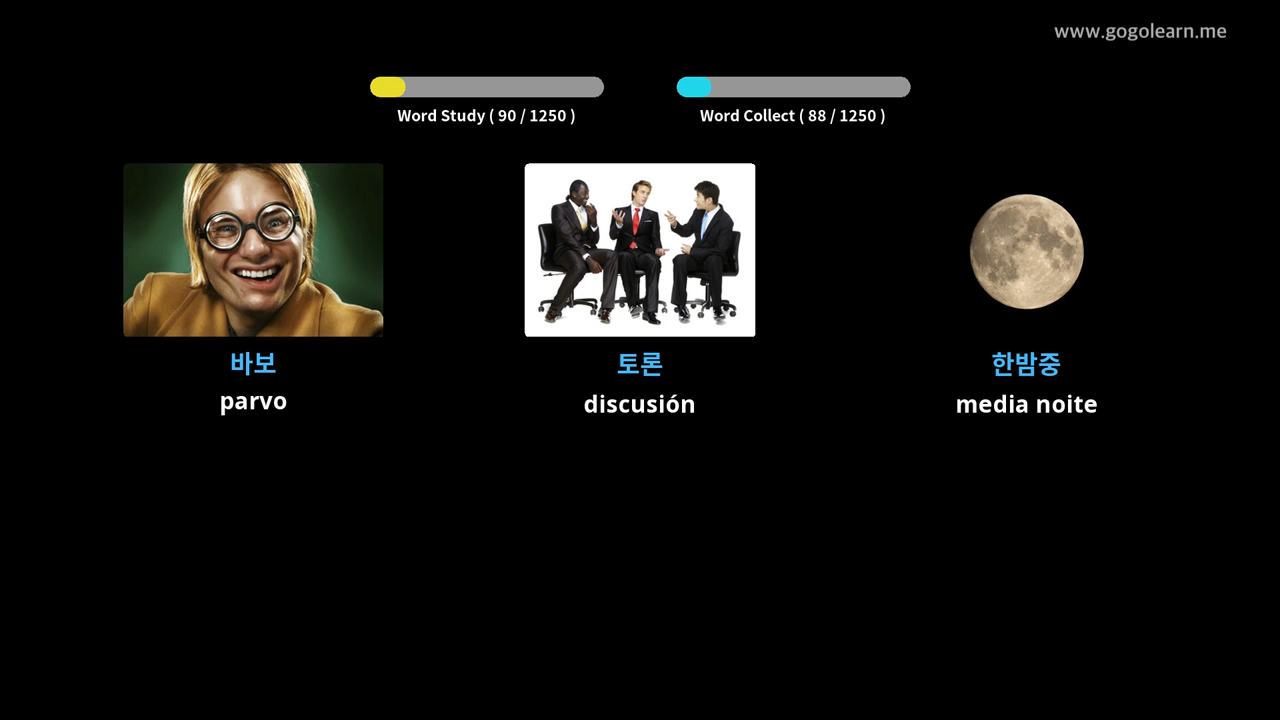 www.gogolearn.me
Word Study ( 90 / 1250 )
Word Collect ( 88 / 1250 )
바보
parvo
토론
discusión
한밤중
media noite